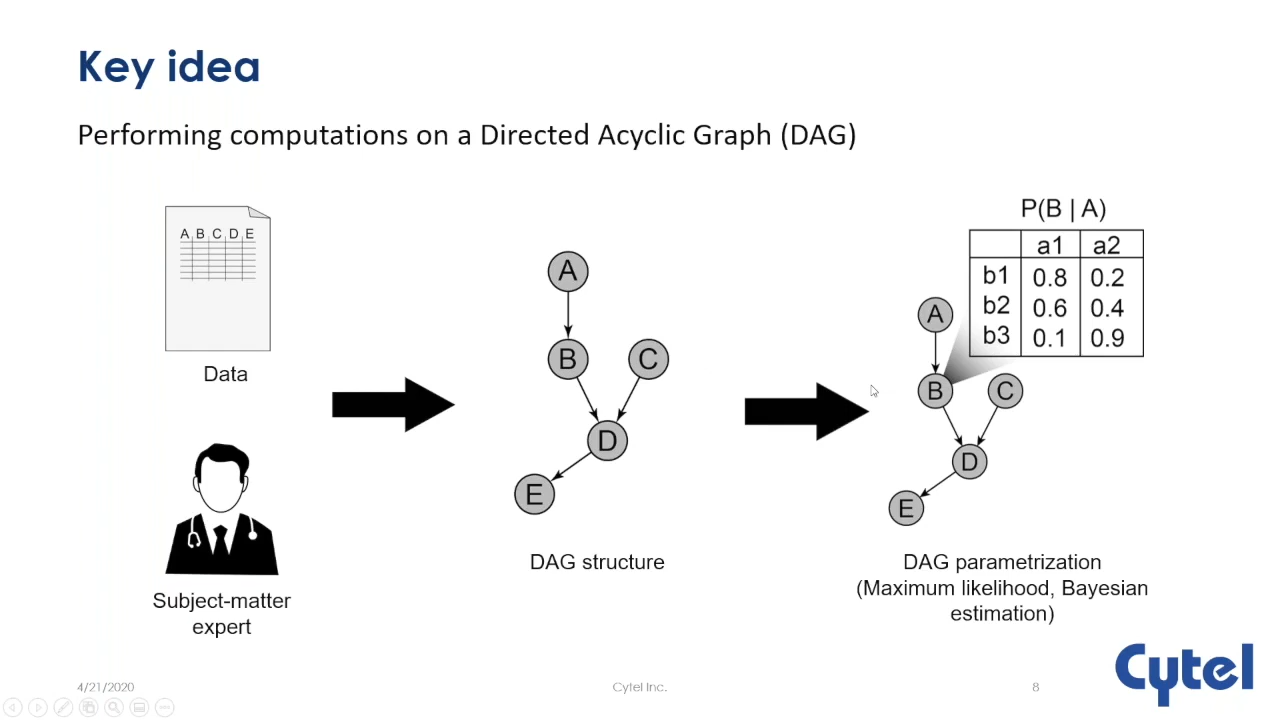 Key idea
Performing computations on a Directed Acyclic Graph (DAG)
A B C D E
Data
Subject-matter
expert
A
B C
D
E
DAG structure
P(B | A)
a1 a2
b1 0.8 0.2
b2 0.6 0.4
b3 0.1 0.9
A
B C
D
E
DAG parametrization
(Maximum likelihood, Bayesian
estimation)
4/21/2020 Cytel Inc. 8
Cytel